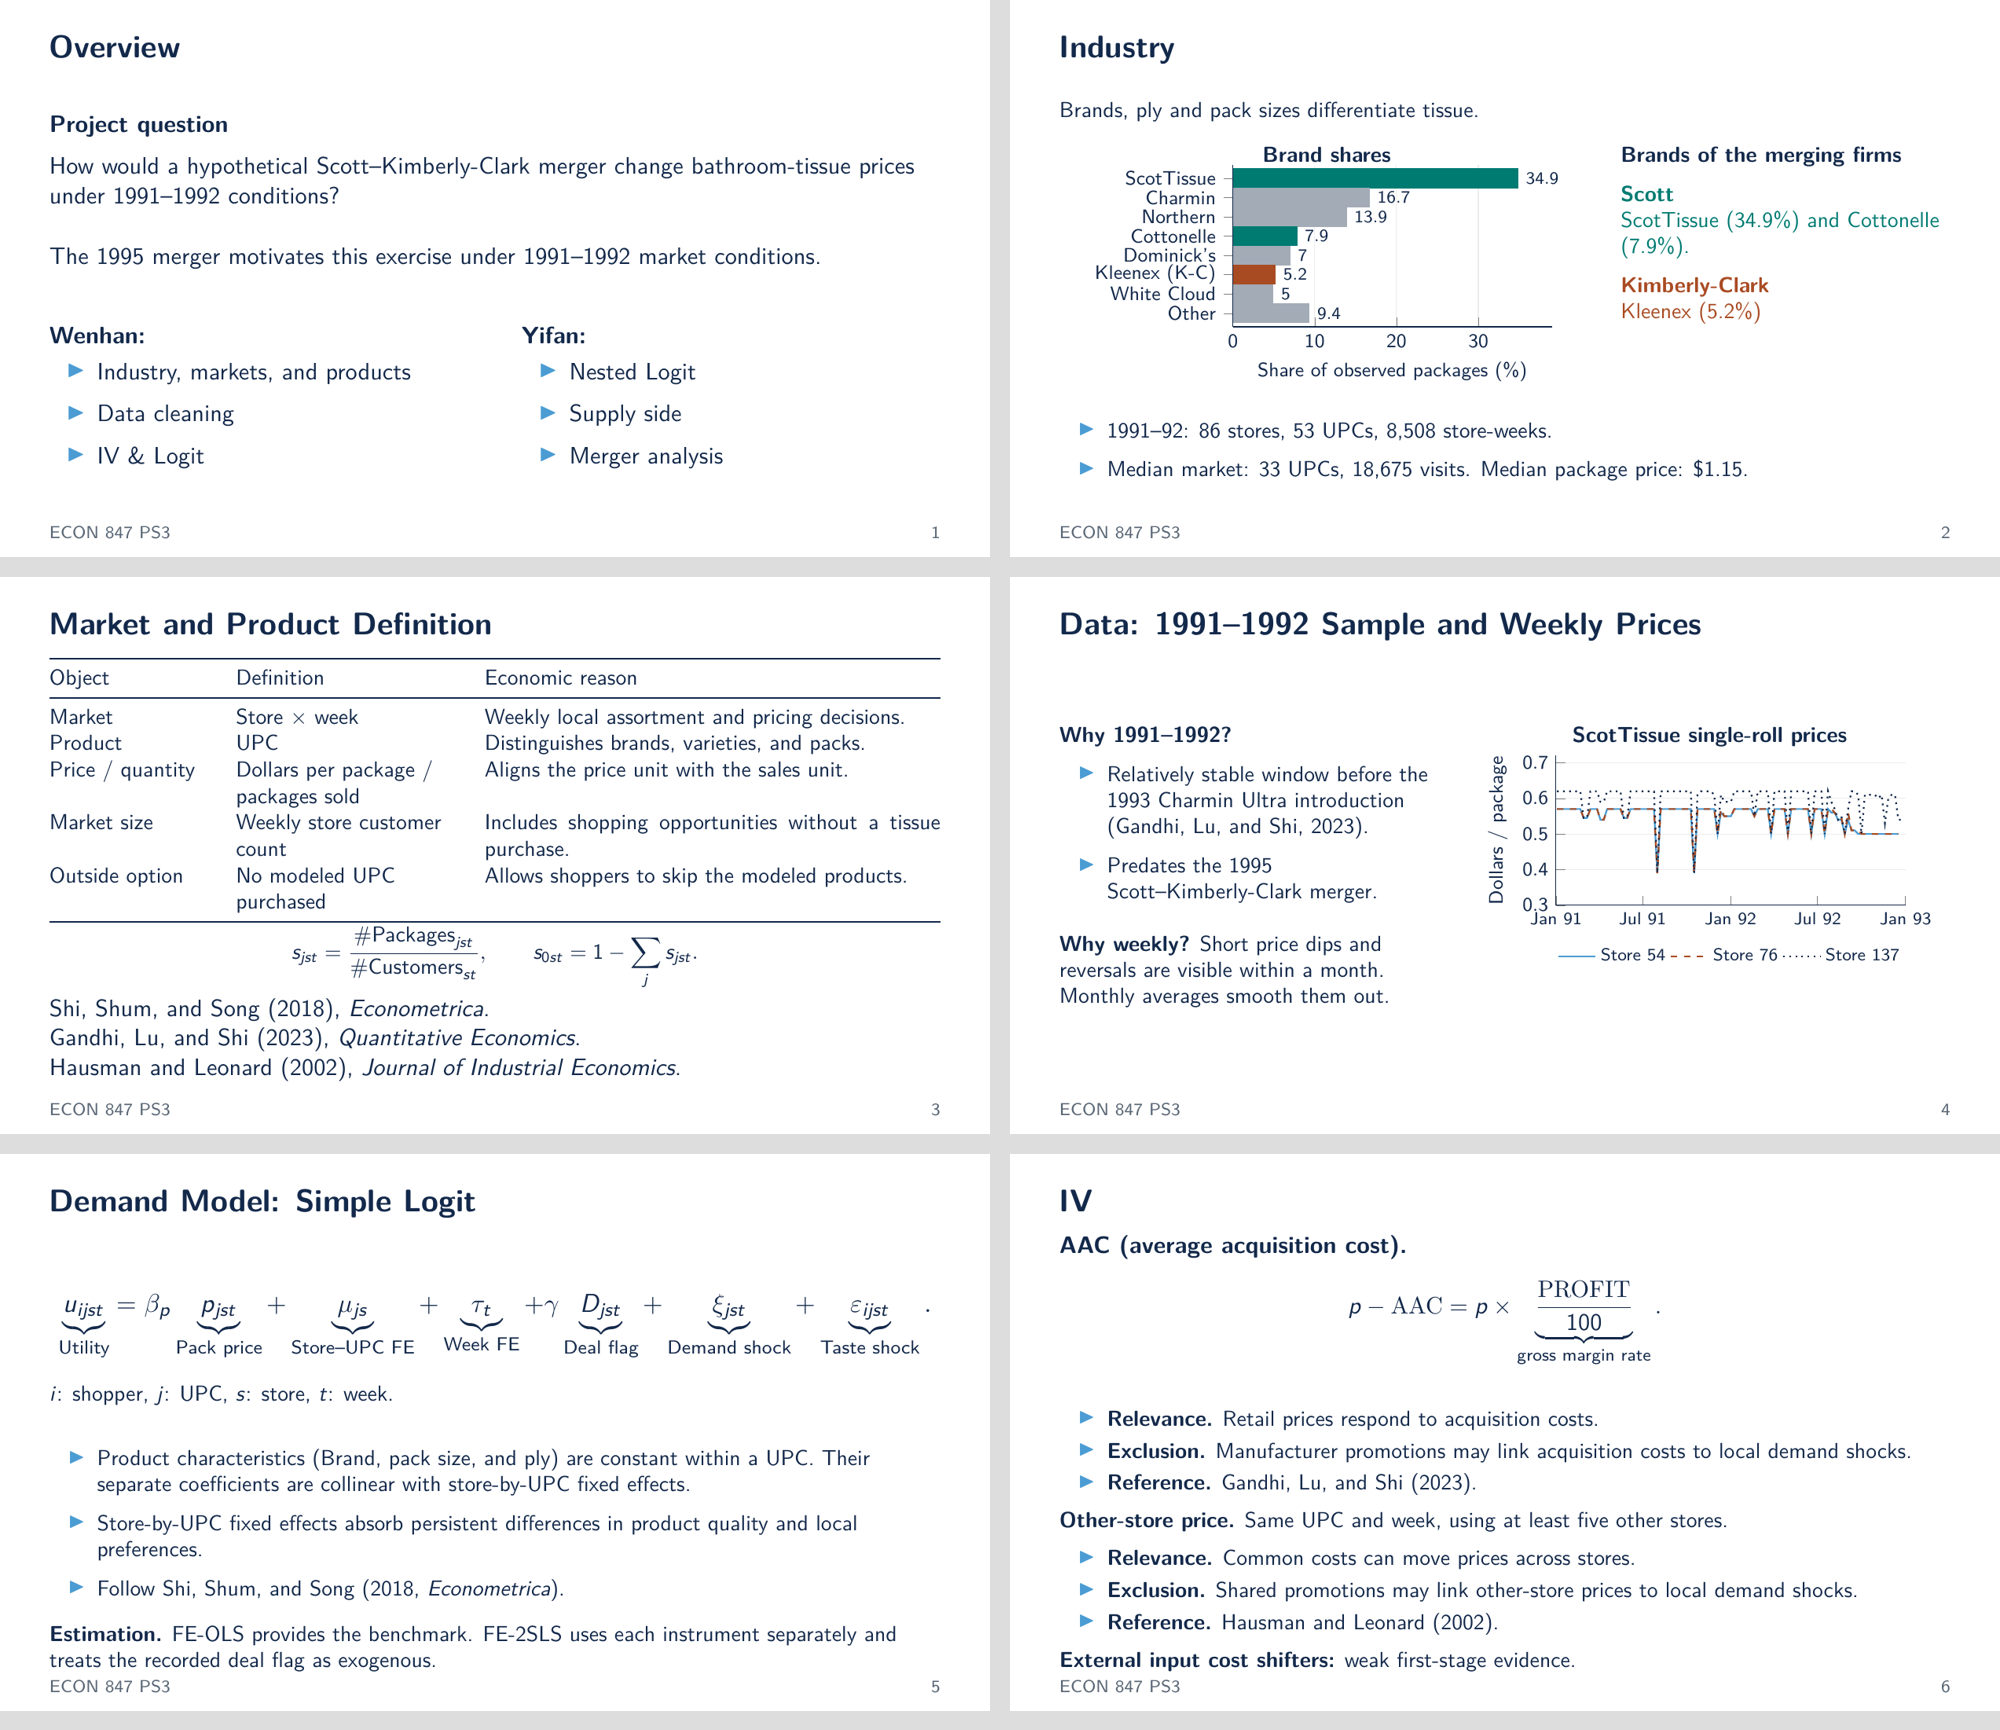 Overview
Project question
How would a hypothetical Scott–Kimberly-Clark merger change bathroom-tissue prices
under 1991–1992 conditions?
The 1995 merger motivates this exercise under 1991–1992 market conditions.
Wenhan:
▶ Industry, markets, and products
▶ Data cleaning
▶ IV & Logit
Yifan:
▶ Nested Logit
▶ Supply side
▶ Merger analysis
ECON 847 PS3 1
Industry
Brands, ply and pack sizes differentiate tissue.
Brand shares
ScotTissue 34.9
Charmin 16.7
Northern 13.9
Cottonelle 7.9
Dominick's 7
Kleenex (K-C) 5.2
White Cloud 5
Other 9.4
0 10 20 30
Share of observed packages (%)
Brands of the merging firms
Scott
ScotTissue (34.9%) and Cottonelle
(7.9%).
Kimberly-Clark
Kleenex (5.2%)
▶ 1991–92: 86 stores, 53 UPCs, 8,508 store-weeks.
▶ Median market: 33 UPCs, 18,675 visits. Median package price: $1.15.
ECON 847 PS3 2
Market and Product Definition
Object Definition Economic reason
Market Store × week Weekly local assortment and pricing decisions.
Product UPC Distinguishes brands, varieties, and packs.
Price / quantity Dollars per package / Aligns the price unit with the sales unit.
packages sold
Market size Weekly store customer Includes shopping opportunities without a tissue
count purchase.
Outside option No modeled UPC Allows shoppers to skip the modeled products.
purchased
s_jst = #Packages_jst / #Customers_st, s_0st = 1 − ∑_j s_jst.
Shi, Shum, and Song (2018), Econometrica.
Gandhi, Lu, and Shi (2023), Quantitative Economics.
Hausman and Leonard (2002), Journal of Industrial Economics.
ECON 847 PS3 3
Data: 1991–1992 Sample and Weekly Prices
Why 1991–1992?
▶ Relatively stable window before the
1993 Charmin Ultra introduction
(Gandhi, Lu, and Shi, 2023).
▶ Predates the 1995
Scott–Kimberly-Clark merger.
Why weekly? Short price dips and
reversals are visible within a month.
Monthly averages smooth them out.
ScotTissue single-roll prices
Dollars / package
0.7
0.6
0.5
0.4
0.3
Jan 91 Jul 91 Jan 92 Jul 92 Jan 93
Store 54 Store 76 Store 137
ECON 847 PS3 4
Demand Model: Simple Logit
u_ijst = β_p p_jst + μ_js + τ_t + γ D_jst + ξ_jst + ε_ijst .
Utility Pack price Store–UPC FE Week FE Deal flag Demand shock Taste shock
i: shopper, j: UPC, s: store, t: week.
▶ Product characteristics (Brand, pack size, and ply) are constant within a UPC. Their
separate coefficients are collinear with store-by-UPC fixed effects.
▶ Store-by-UPC fixed effects absorb persistent differences in product quality and local
preferences.
▶ Follow Shi, Shum, and Song (2018, Econometrica).
Estimation. FE-OLS provides the benchmark. FE-2SLS uses each instrument separately and
treats the recorded deal flag as exogenous.
ECON 847 PS3 5
IV
AAC (average acquisition cost).
p − AAC = p × PROFIT / 100 .
gross margin rate
▶ Relevance. Retail prices respond to acquisition costs.
▶ Exclusion. Manufacturer promotions may link acquisition costs to local demand shocks.
▶ Reference. Gandhi, Lu, and Shi (2023).
Other-store price. Same UPC and week, using at least five other stores.
▶ Relevance. Common costs can move prices across stores.
▶ Exclusion. Shared promotions may link other-store prices to local demand shocks.
▶ Reference. Hausman and Leonard (2002).
External input cost shifters: weak first-stage evidence.
ECON 847 PS3 6